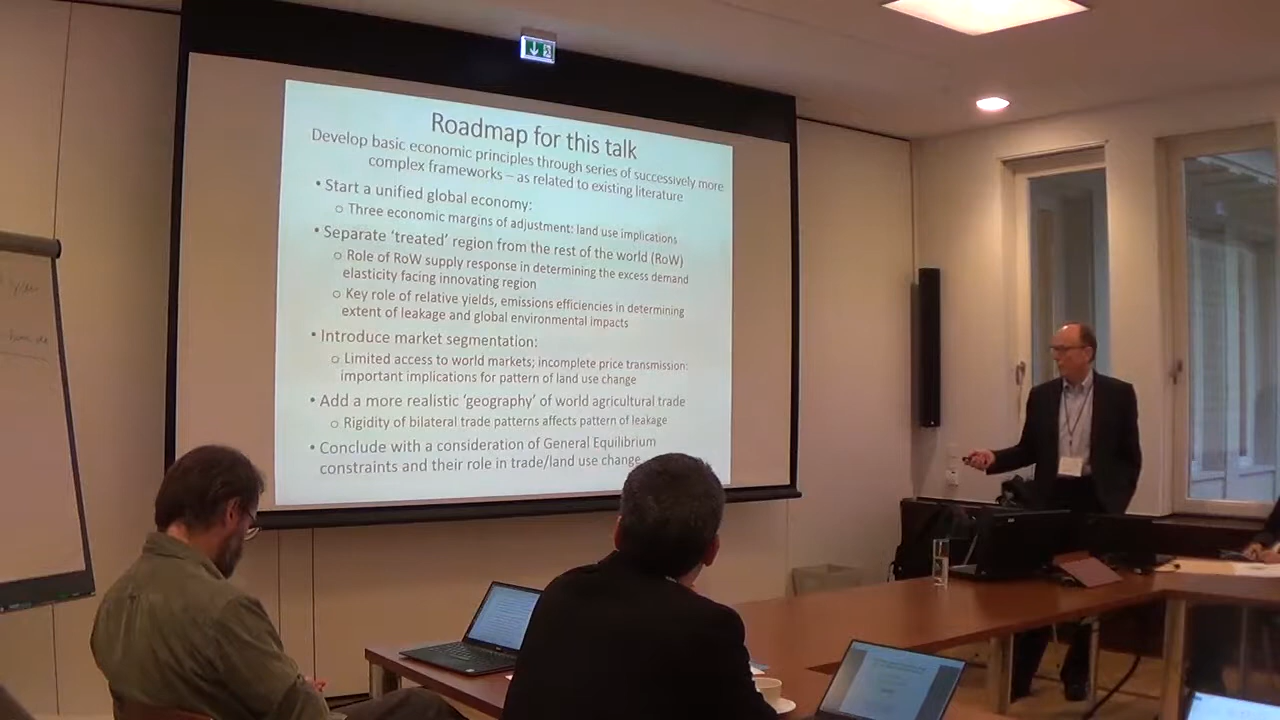 Roadmap for this talk
Develop basic economic principles through series of successively more
complex frameworks – as related to existing literature
• Start a unified global economy:
o Three economic margins of adjustment: land use implications
• Separate ‘treated’ region from the rest of the world (RoW)
o Role of RoW supply response in determining the excess demand
elasticity facing innovating region
o Key role of relative yields, emissions efficiencies in determining
extent of leakage and global environmental impacts
• Introduce market segmentation:
o Limited access to world markets; incomplete price transmission:
important implications for pattern of land use change
• Add a more realistic ‘geography’ of world agricultural trade
o Rigidity of bilateral trade patterns affects pattern of leakage
• Conclude with a consideration of General Equilibrium
constraints and their role in trade/land use change